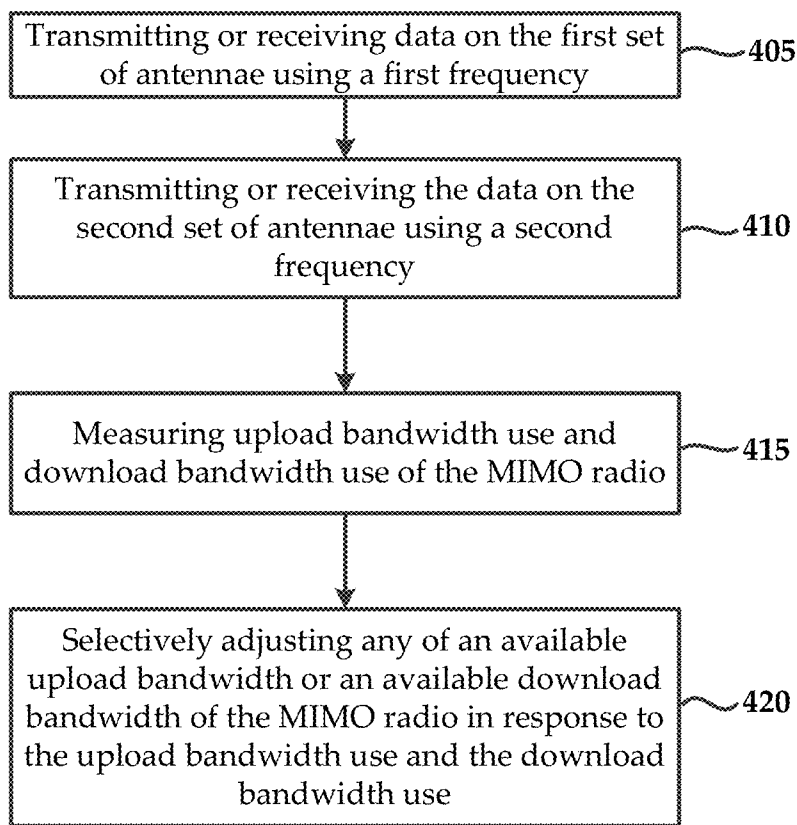 Transmitting or receiving data on the first set
of antennae using a first frequency
405
Transmitting or receiving the data on the
second set of antennae using a second
frequency
410
Measuring upload bandwidth use and
download bandwidth use of the MIMO radio
415
Selectively adjusting any of an available
upload bandwidth or an available download
bandwidth of the MIMO radio in response to
the upload bandwidth use and the download
bandwidth use
420